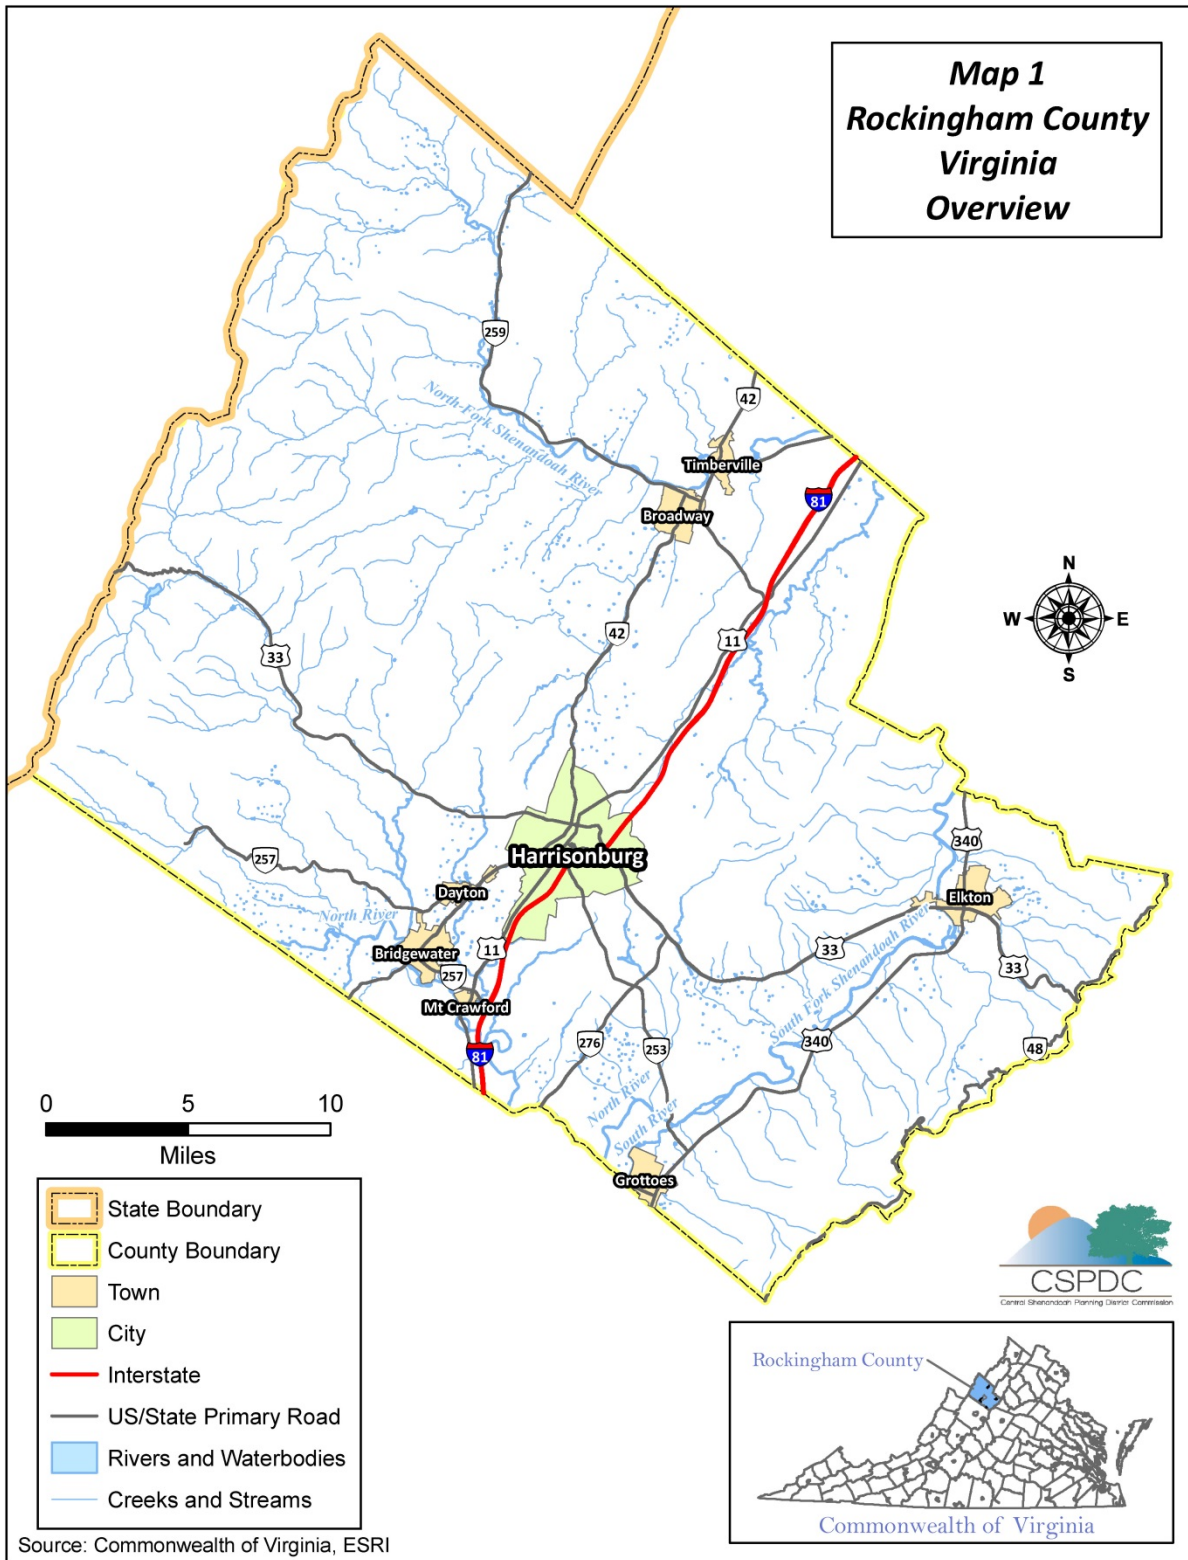 Map 1
Rockingham County
Virginia
Overview
259
42
North Fork Shenandoah River
Timberville
81
Broadway
N
W
E
S
42
11
33
340
Harrisonburg
257
Dayton
Elkton
North River
Bridgewater
11
33
33
257
South Fork Shenandoah River
Mt Crawford
276
253
340
48
81
North River
South River
Grottoes
0 5 10
Miles
State Boundary
County Boundary
Town
City
Interstate
US/State Primary Road
Rivers and Waterbodies
Creeks and Streams
Source: Commonwealth of Virginia, ESRI
CSPDC
Central Shenandoah Planning District Commission
Rockingham County
Commonwealth of Virginia